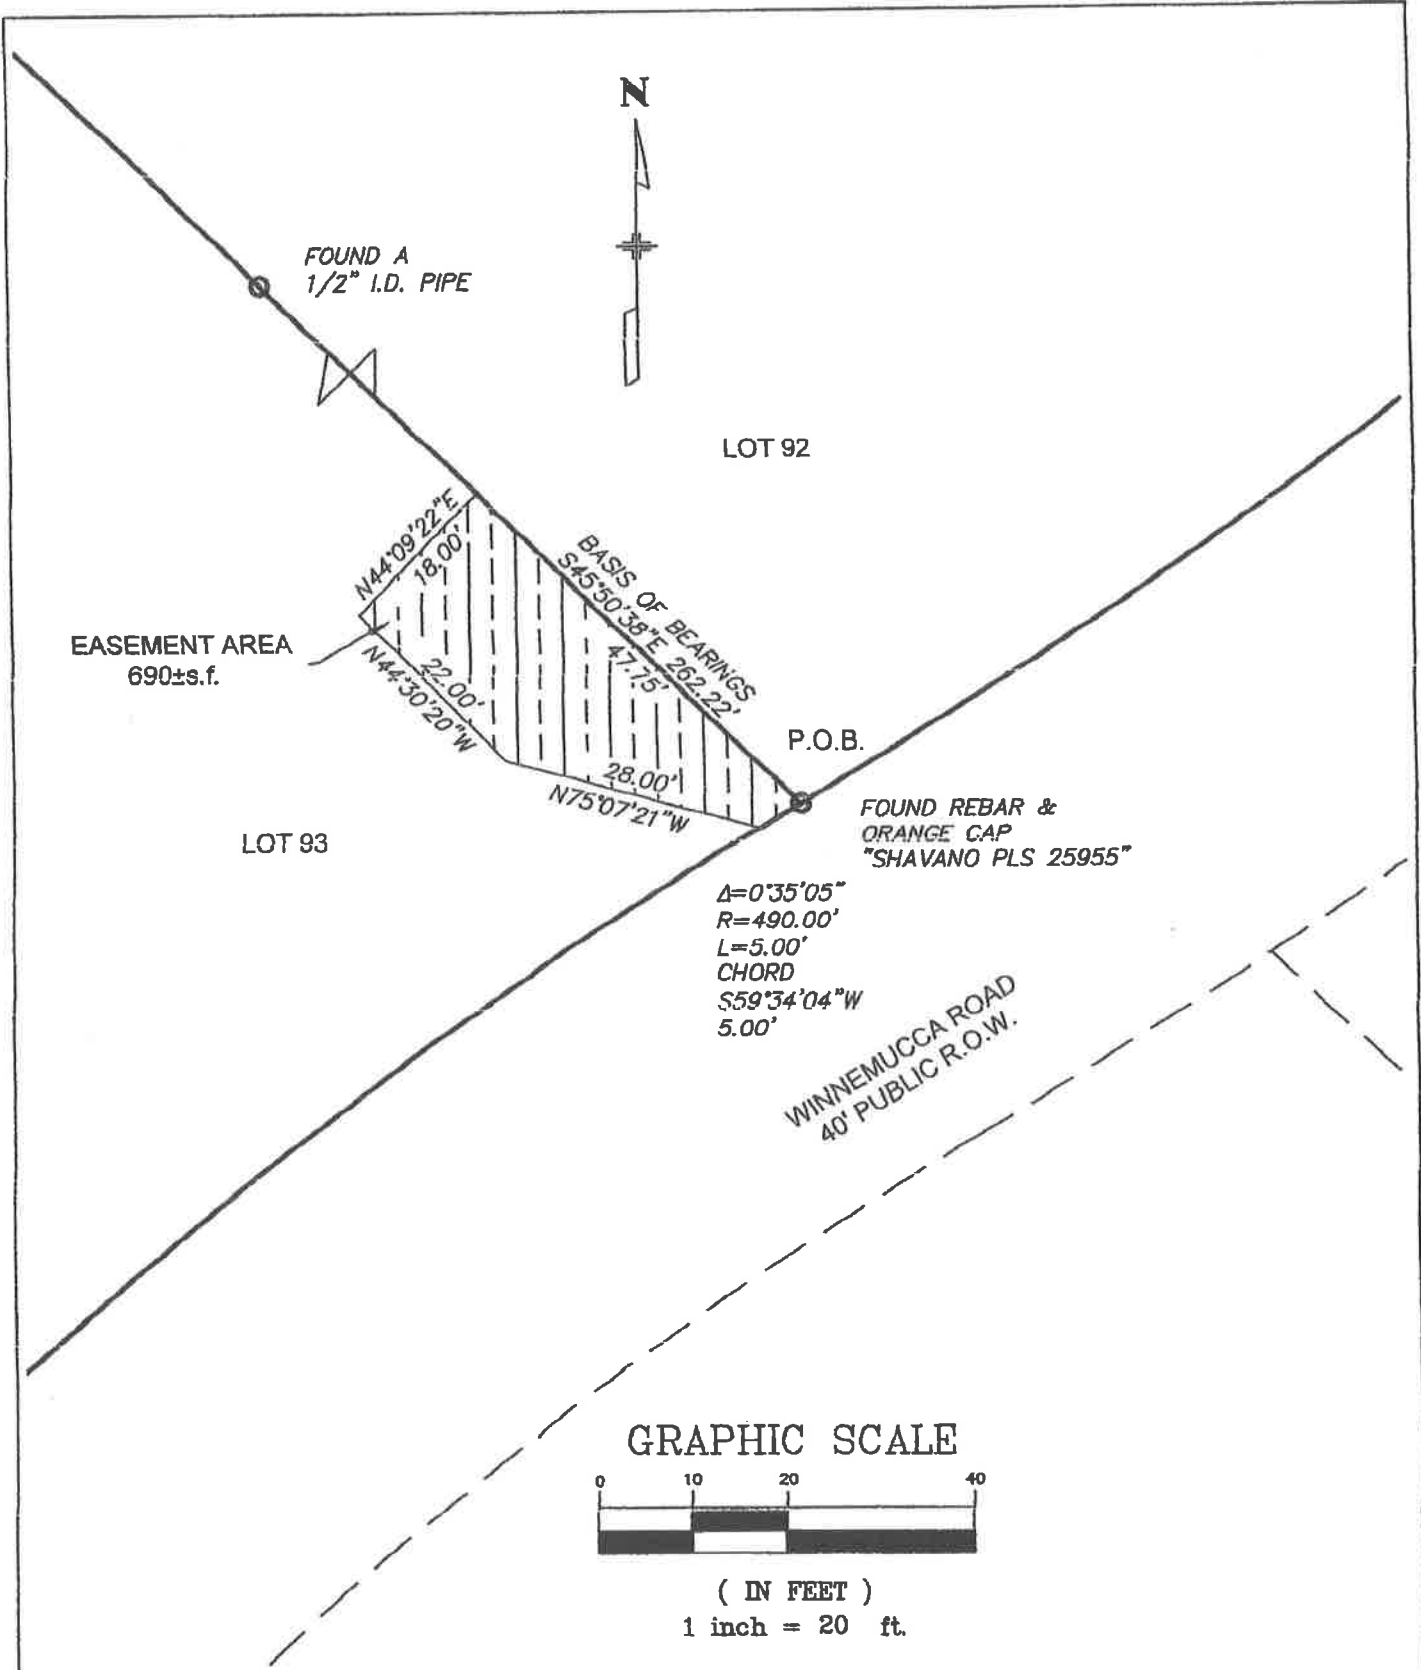 N
FOUND A
1/2" I.D. PIPE
LOT 92
N44°09'22"E
18.00'
BASIS OF BEARINGS
S45°50'38"E 262.22'
47.75'
EASEMENT AREA
690±s.f.
22.00'
N44°30'20"W
P.O.B.
28.00'
N75°07'21"W
FOUND REBAR &
ORANGE CAP
"SHAVANO PLS 25955"
LOT 93
Δ=0°35'05"
R=490.00'
L=5.00'
CHORD
S59°34'04"W
5.00'
WINNEMUCCA ROAD
40' PUBLIC R.O.W.
GRAPHIC SCALE
0 10 20 40
( IN FEET )
1 inch = 20 ft.